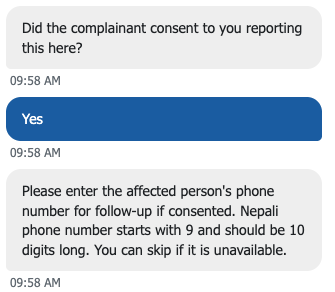 Did the complainant consent to you reporting
this here?
09:58 AM
Yes
09:58 AM
Please enter the affected person's phone
number for follow-up if consented. Nepali
phone number starts with 9 and should be 10
digits long. You can skip if it is unavailable.
09:58 AM